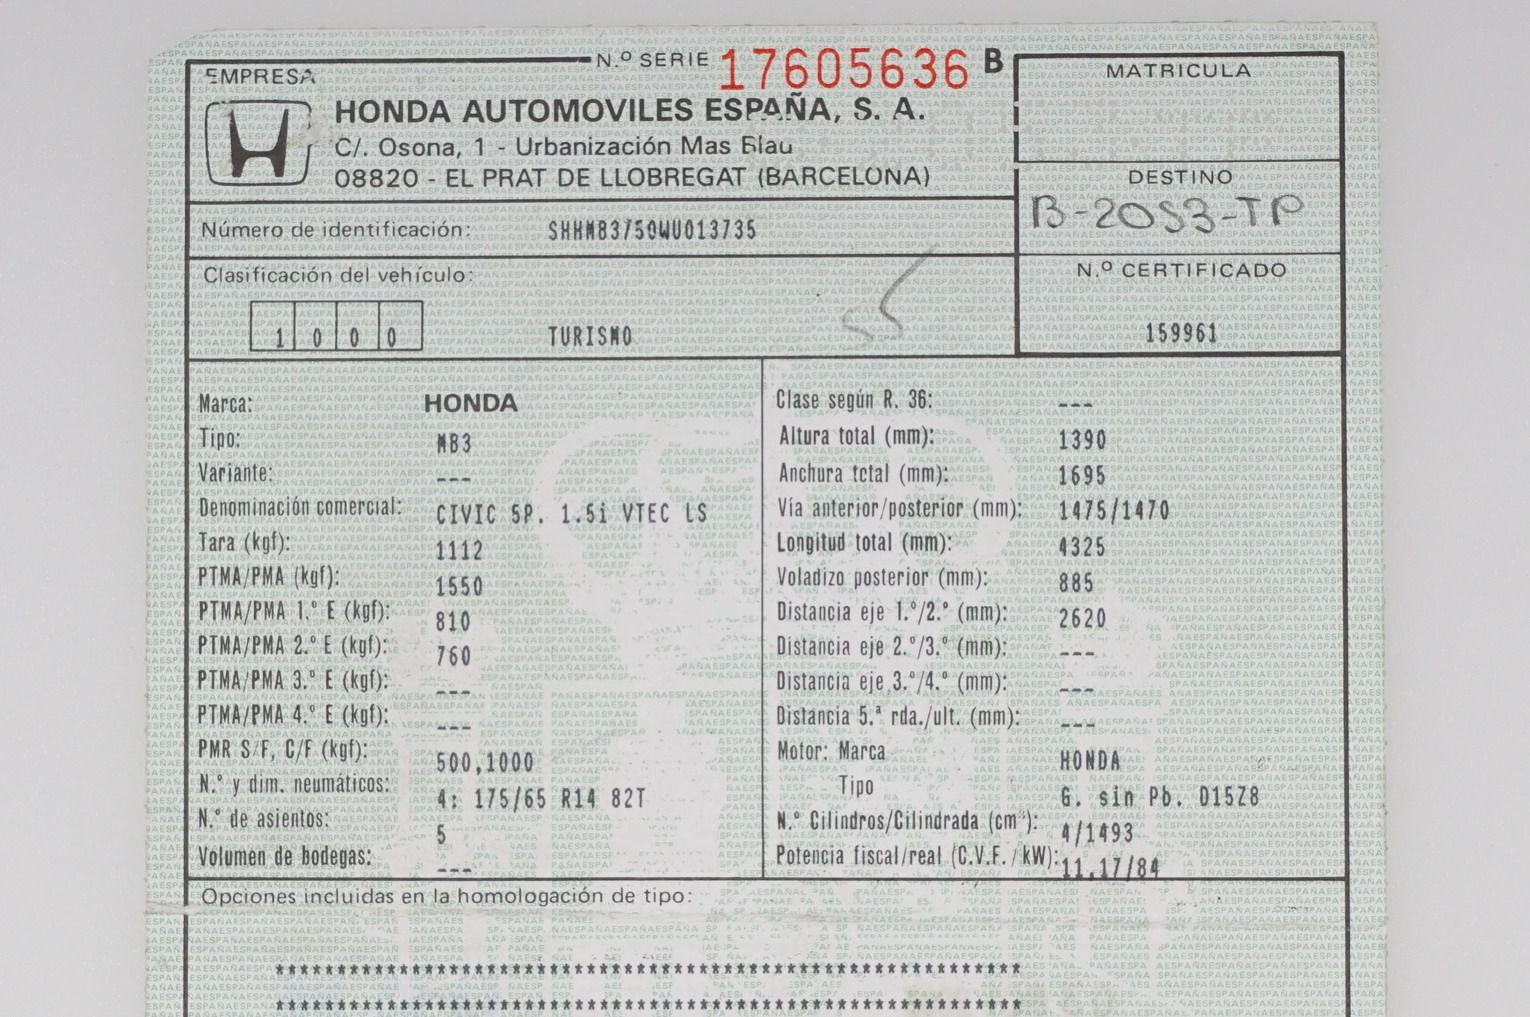 EMPRESA
N.º SERIE 17605636 B
HONDA AUTOMOVILES ESPAÑA, S. A.
C/. Osona, 1 - Urbanización Mas Blau
08820 - EL PRAT DE LLOBREGAT (BARCELONA)
MATRICULA
DESTINO
B-2053-TP
Número de identificación: SHHMB3750WU013735
Clasificación del vehículo:
1 0 0 0 TURISMO
55
N.º CERTIFICADO
159961
Marca: HONDA
Tipo: MB3
Variante: ---
Denominación comercial: CIVIC 5P. 1.5i VTEC LS
Tara (kgf): 1112
PTMA/PMA (kgf): 1550
PTMA/PMA 1.º E (kgf): 810
PTMA/PMA 2.º E (kgf): 760
PTMA/PMA 3.º E (kgf): ---
PTMA/PMA 4.º E (kgf): ---
PMR S/F, C/F (kgf): 500,1000
N.º y dim. neumáticos: 4: 175/65 R14 82T
N.º de asientos: 5
Volumen de bodegas: ---
Clase según R. 36: ---
Altura total (mm): 1390
Anchura total (mm): 1695
Vía anterior/posterior (mm): 1475/1470
Longitud total (mm): 4325
Voladizo posterior (mm): 885
Distancia eje 1.º/2.º (mm): 2620
Distancia eje 2.º/3.º (mm): ---
Distancia eje 3.º/4.º (mm): ---
Distancia 5.ª rda./ult. (mm): ---
Motor: Marca HONDA
Tipo G. sin Pb. D15Z8
N.º Cilindros/Cilindrada (cm³): 4/1493
Potencia fiscal/real (C.V.F./kW): 11,17/84
Opciones incluidas en la homologación de tipo: